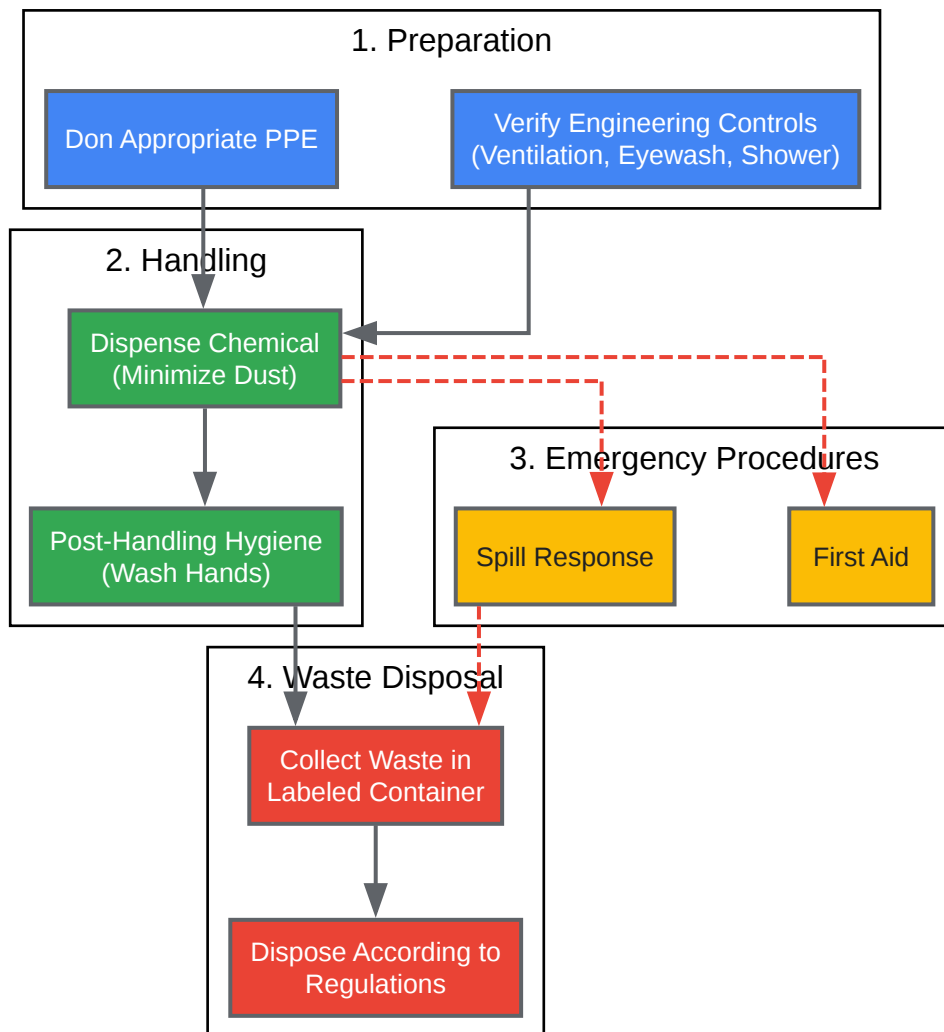 1. Preparation
Don Appropriate PPE
Verify Engineering Controls
(Ventilation, Eyewash, Shower)
2. Handling
Dispense Chemical
(Minimize Dust)
Post-Handling Hygiene
(Wash Hands)
3. Emergency Procedures
Spill Response
First Aid
4. Waste Disposal
Collect Waste in
Labeled Container
Dispose According to
Regulations